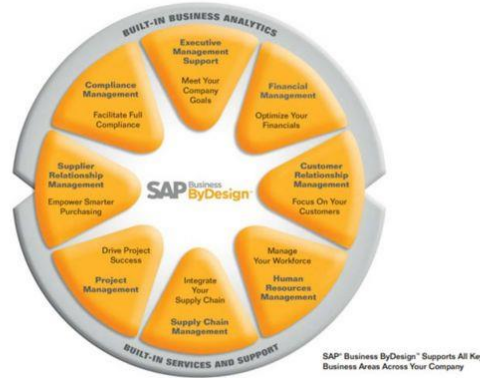 BUILT-IN BUSINESS ANALYTICS
Executive
Management
Support
Meet Your
Company
Goals
Financial
Management
Optimize Your
Financials
Customer
Relationship
Management
Focus On Your
Customers
Manage
Your Workforce
Human
Resources
Management
Integrate
Your
Supply Chain
Supply Chain
Management
Drive Project
Success
Project
Management
Supplier
Relationship
Management
Empower Smarter
Purchasing
Compliance
Management
Facilitate Full
Compliance
SAP Business
ByDesign™
BUILT-IN SERVICES AND SUPPORT
SAP® Business ByDesign™ Supports All Key
Business Areas Across Your Company